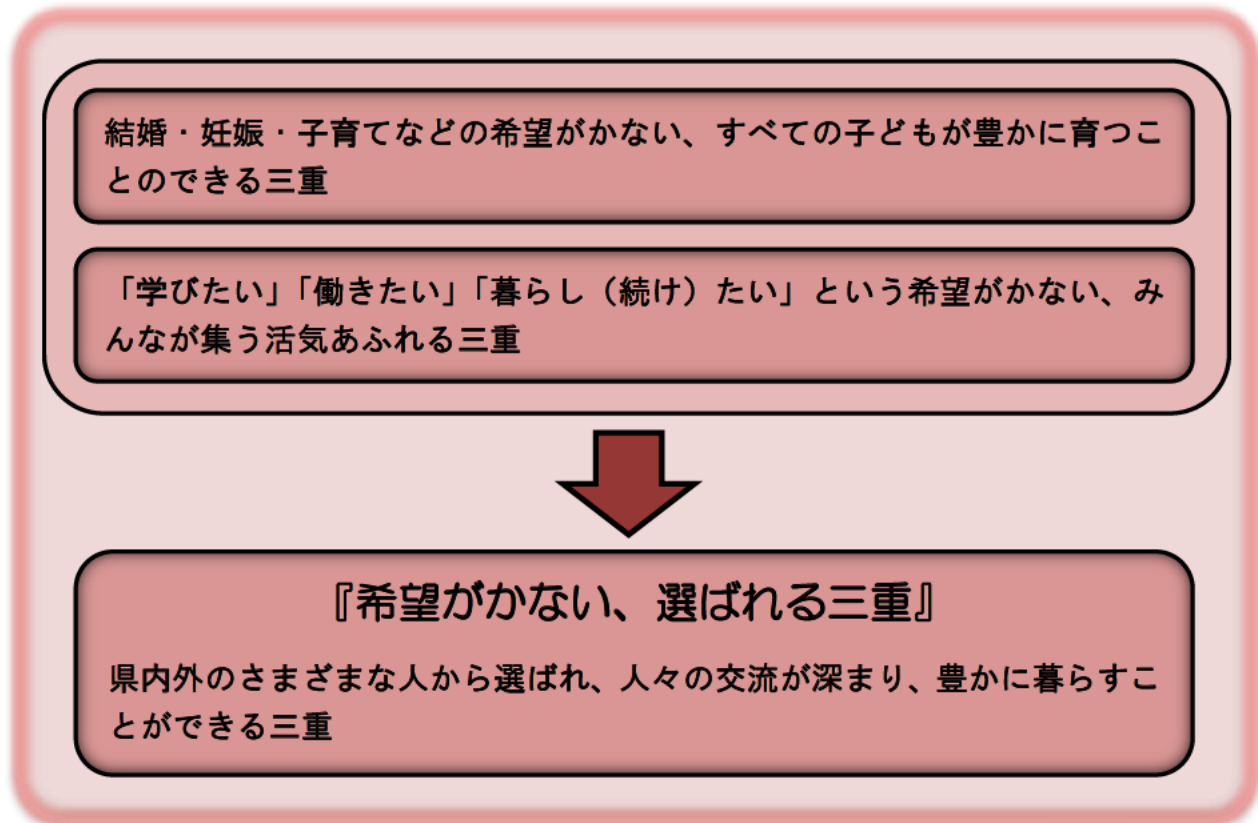 結婚・妊娠・子育てなどの希望がかない、すべての子どもが豊かに育つこ
とのできる三重
「学びたい」「働きたい」「暮らし（続け）たい」という希望がかない、み
んなが集う活気あふれる三重
『希望がかない、選ばれる三重』
県内外のさまざまな人から選ばれ、人々の交流が深まり、豊かに暮らすこ
とができる三重